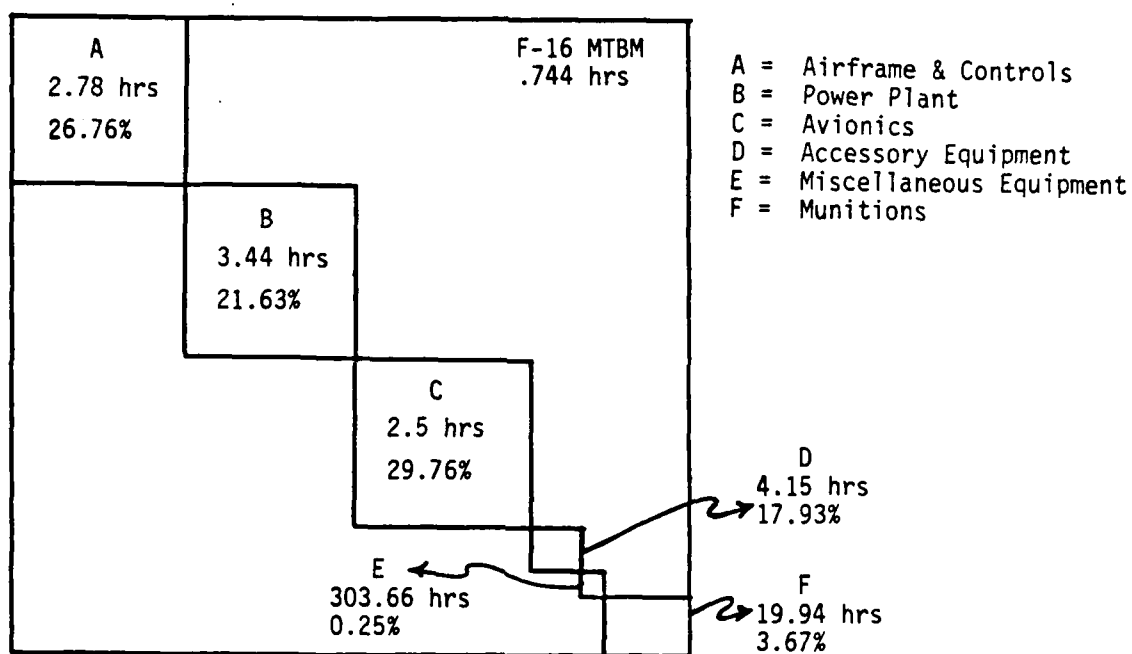 A
2.78 hrs
26.76%
F-16 MTBM
.744 hrs
A = Airframe & Controls
B = Power Plant
C = Avionics
D = Accessory Equipment
E = Miscellaneous Equipment
F = Munitions
B
3.44 hrs
21.63%
C
2.5 hrs
29.76%
D
4.15 hrs
17.93%
E
303.66 hrs
0.25%
F
19.94 hrs
3.67%